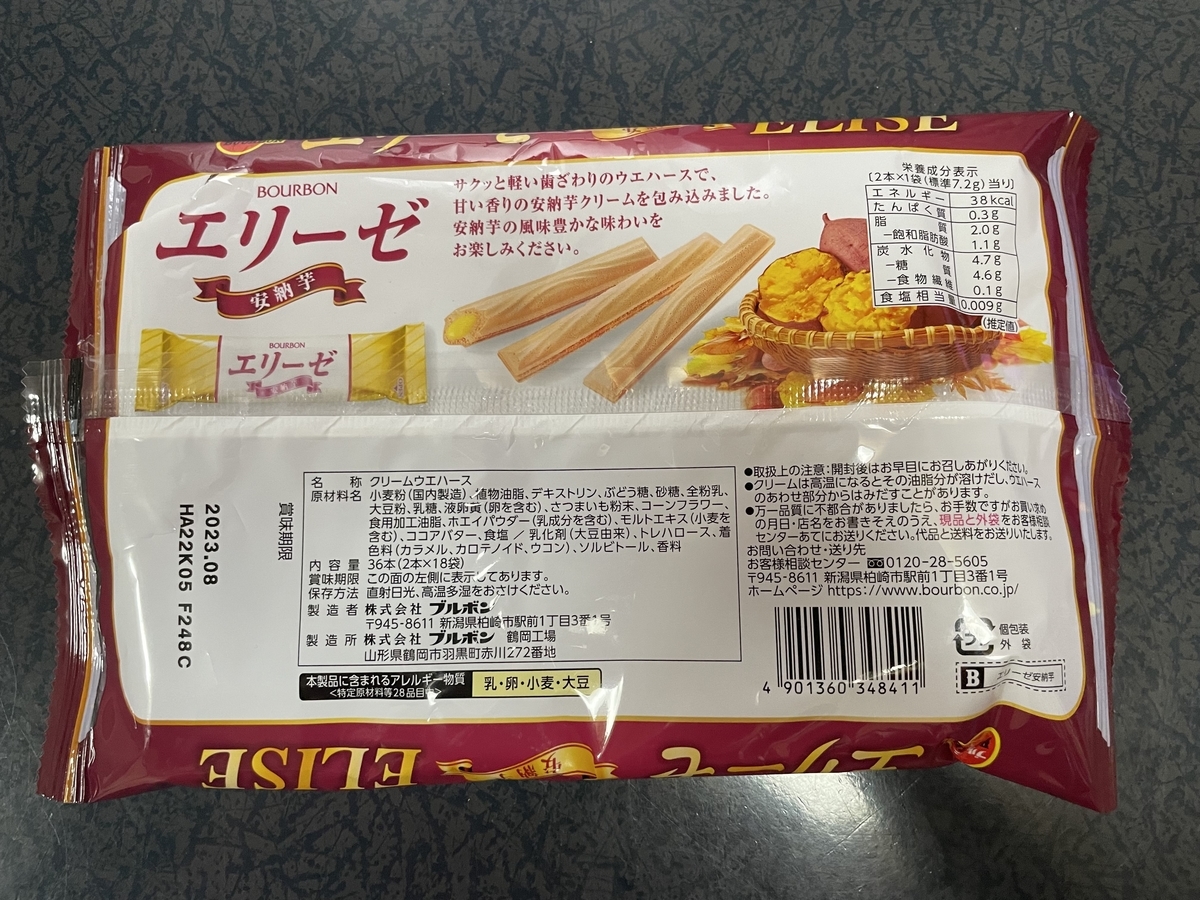 ELISE
BOURBON
エリーゼ
安納芋
サクッと軽い歯ざわりのウエハースで、
甘い香りの安納芋クリームを包み込みました。
安納芋の風味豊かな味わいを
お楽しみください。
BOURBON
エリーゼ
安納芋
栄養成分表示
〔2本×1袋(標準7.2g)当り〕
エネルギー 38kcal
たんぱく質 0.3g
脂質 2.0g
−飽和脂肪酸 1.1g
炭水化物 4.7g
−糖質 4.6g
−食物繊維 0.1g
食塩相当量 0.009g
(推定値)
賞味期限
2023.08
HA22K05 F248C
名称 クリームウエハース
原材料名 小麦粉(国内製造)、植物油脂、デキストリン、ぶどう糖、砂糖、全粉乳、
大豆粉、乳糖、液卵黄(卵を含む)、さつまいも粉末、コーンフラワー、
食用加工油脂、ホエイパウダー(乳成分を含む)、モルトエキス(小麦を
含む)、ココアバター、食塩／乳化剤(大豆由来)、トレハロース、着
色料(カラメル、カロテノイド、ウコン)、ソルビトール、香料
内容量 36本(2本×18袋)
賞味期限 この面の左側に表示してあります。
保存方法 直射日光、高温多湿をおさけください。
製造者 株式会社 ブルボン
〒945-8611 新潟県柏崎市駅前1丁目3番1号
製造所 株式会社 ブルボン 鶴岡工場
山形県鶴岡市羽黒町赤川272番地
本製品に含まれるアレルギー物質
<特定原材料等28品目中>
乳・卵・小麦・大豆
●取扱上の注意:開封後はお早目にお召しあがりください。
●クリームは高温になるとその油脂分が溶けだし、ウエハース
のあわせ部分からはみだすことがあります。
●万一品質に不都合がありましたら、お手数ですがお買い求め
の月日・店名をお書きそえのうえ、現品と外袋をお客様相談
センターあてにお送りください。代品と送料をお送りいたします。
お問い合わせ・送り先
お客様相談センター 0120-28-5605
〒945-8611 新潟県柏崎市駅前1丁目3番1号
ホームページ https://www.bourbon.co.jp/
4 901360 348411
プラ
個包装
外袋
B エリーゼ安納芋
ELISE
安納芋
エリーゼ